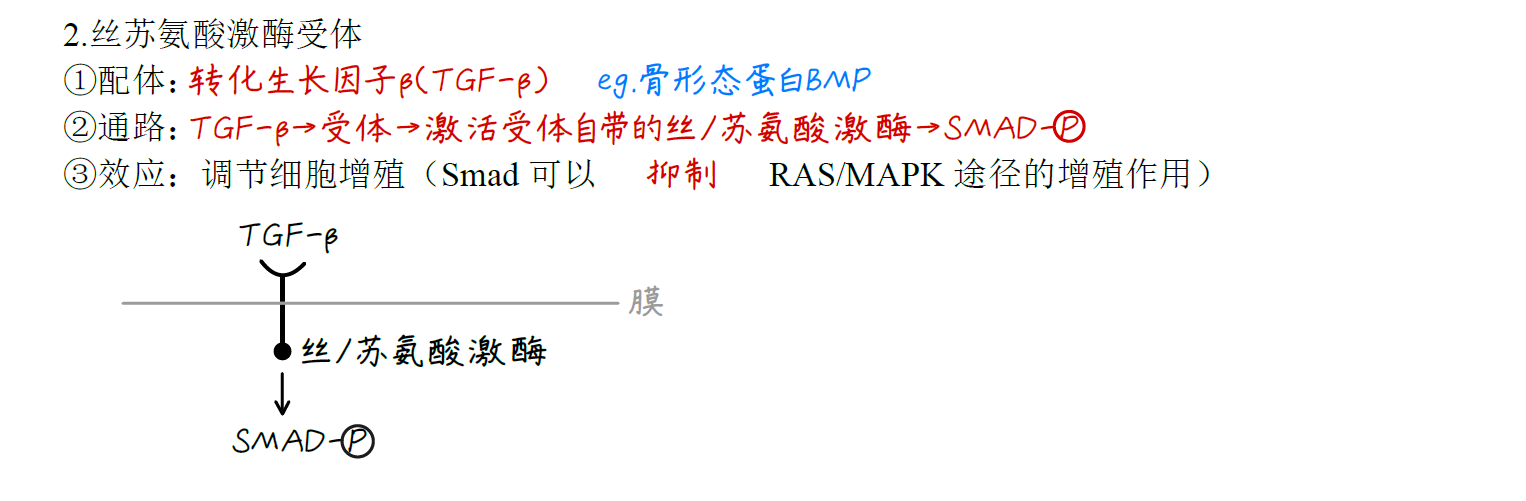 2.丝苏氨酸激酶受体
①配体：转化生长因子β(TGF-β)　eg.骨形态蛋白BMP
②通路：TGF-β→受体→激活受体自带的丝/苏氨酸激酶→SMAD-Ⓟ
③效应：调节细胞增殖（Smad 可以　抑制　RAS/MAPK 途径的增殖作用）
TGF-β
膜
丝/苏氨酸激酶
SMAD-Ⓟ